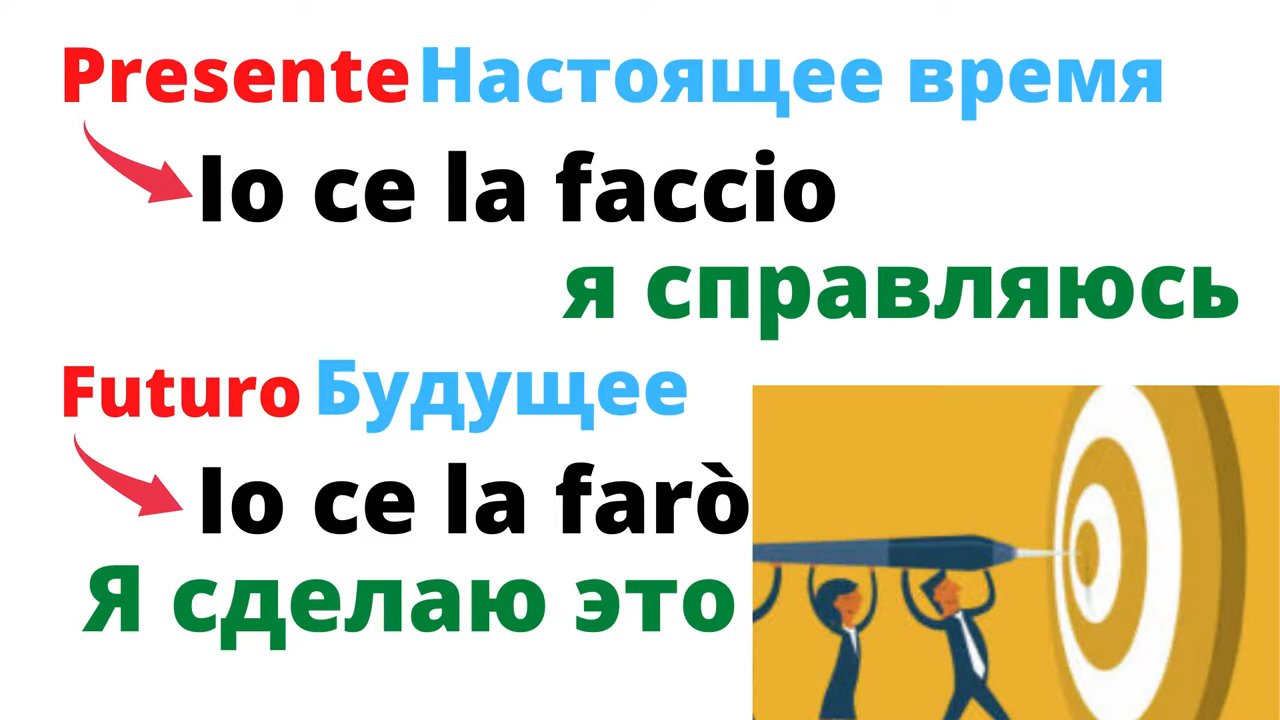 Presente Настоящее время
Io ce la faccio
я справляюсь
Futuro Будущее
Io ce la farò
Я сделаю это